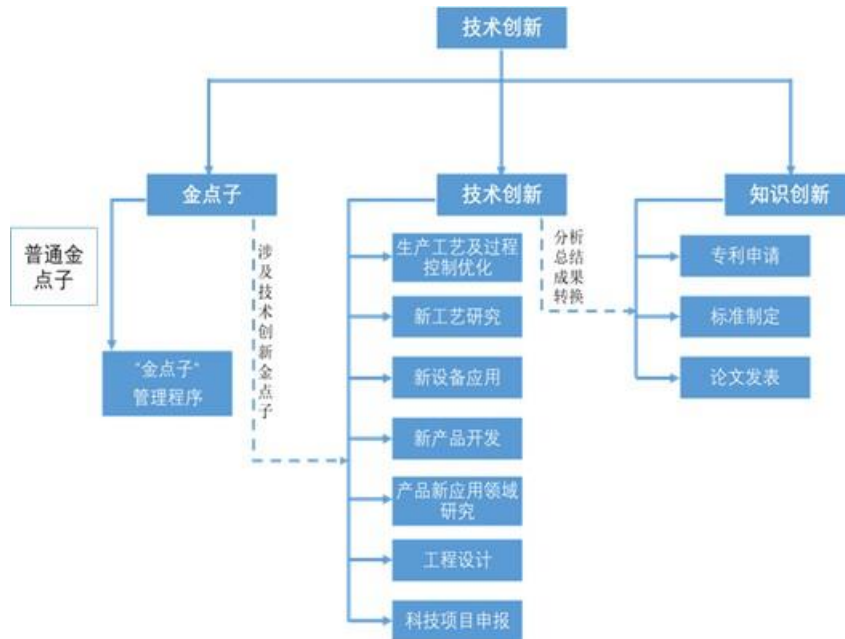 技术创新
金点子
技术创新
知识创新
普通金
点子
“金点子”
管理程序
涉及技术创新金点子
生产工艺及过程
控制优化
新工艺研究
新设备应用
新产品开发
产品新应用领域
研究
工程设计
科技项目申报
分析
总结
成果
转换
专利申请
标准制定
论文发表